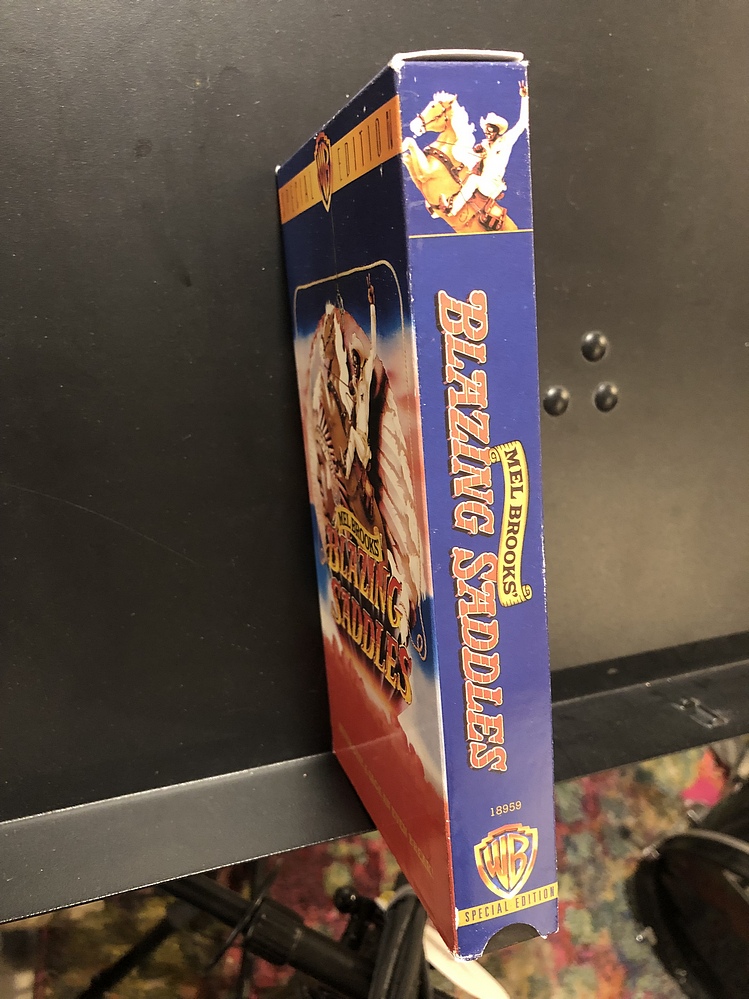 SPECIAL EDITION
WB
MEL BROOKS'
BLAZING
SADDLES
MEL BROOKS'
BLAZING SADDLES
18959
WB
SPECIAL EDITION